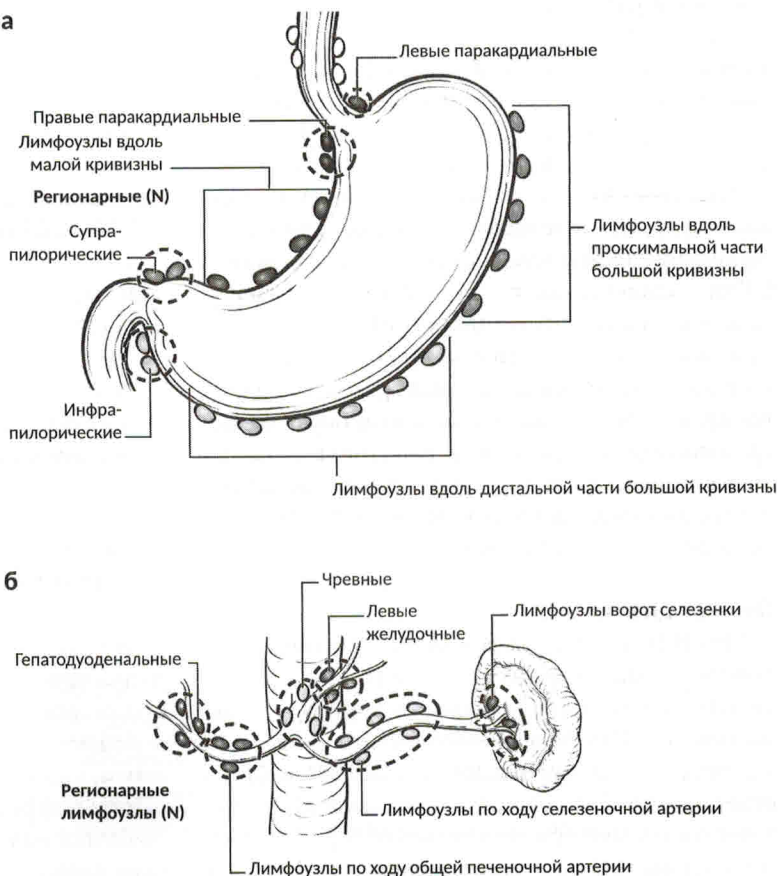 а
Левые паракардиальные
Правые паракардиальные
Лимфоузлы вдоль
малой кривизны
Регионарные (N)
Супра-
пилорические
Лимфоузлы вдоль
проксимальной части
большой кривизны
Инфра-
пилорические
Лимфоузлы вдоль дистальной части большой кривизны
б
Чревные
Левые
желудочные
Лимфоузлы ворот селезенки
Гепатодуоденальные
Регионарные
лимфоузлы (N)
Лимфоузлы по ходу селезеночной артерии
Лимфоузлы по ходу общей печеночной артерии